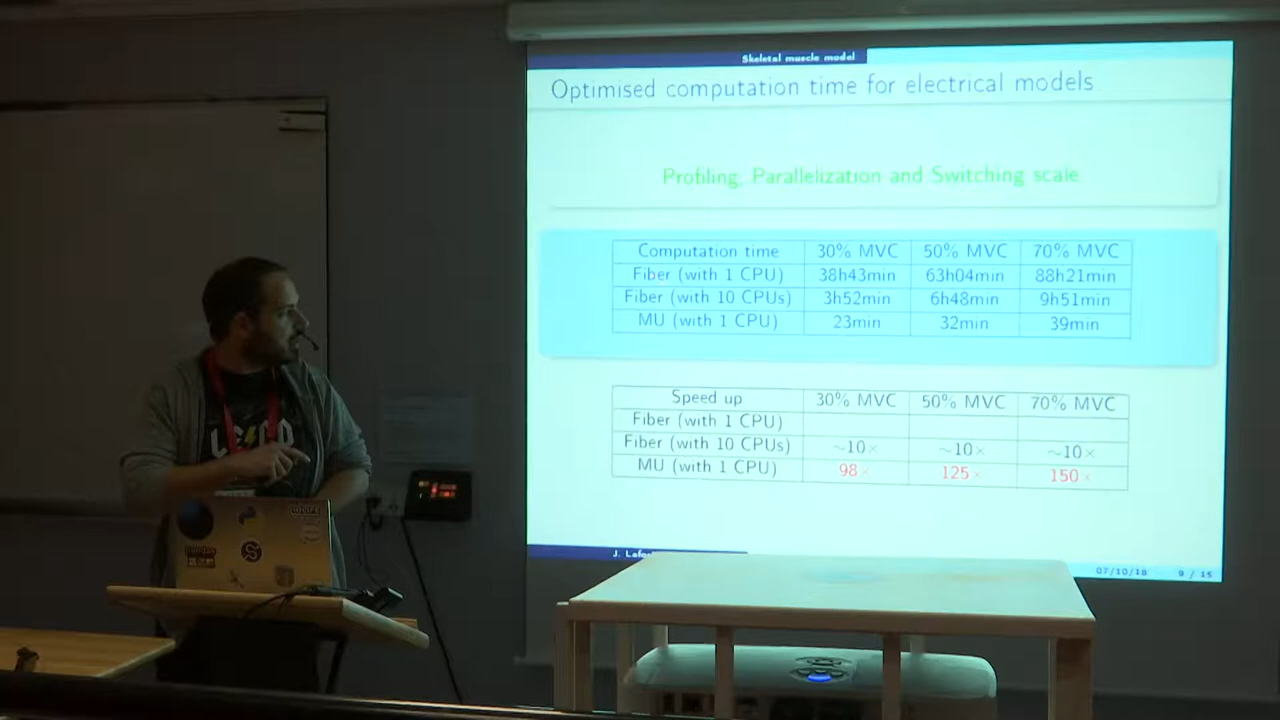 Skeletal muscle model
Optimised computation time for electrical models
Profiling, Parallelization and Switching scale
Computation time 30% MVC 50% MVC 70% MVC
Fiber (with 1 CPU) 38h43min 63h04min 88h21min
Fiber (with 10 CPUs) 3h52min 6h48min 9h51min
MU (with 1 CPU) 23min 32min 39min
Speed up 30% MVC 50% MVC 70% MVC
Fiber (with 1 CPU)
Fiber (with 10 CPUs) ~10× ~10× ~10×
MU (with 1 CPU) 98× 125× 150×
J.
07/10/18 9 / 15